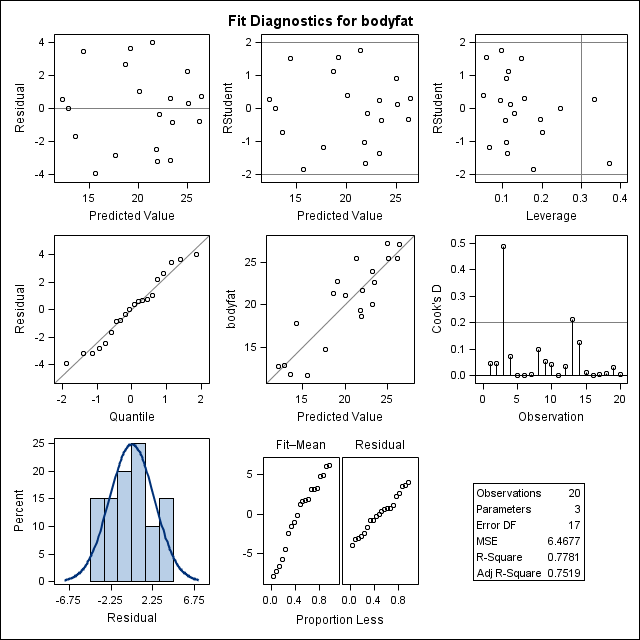 Fit Diagnostics for bodyfat
4
2
0
-2
-4
Residual
15
20
25
Predicted Value
2
1
0
-1
-2
RStudent
15
20
25
Predicted Value
2
1
0
-1
-2
RStudent
0.1
0.2
0.3
0.4
Leverage
4
2
0
-2
-4
Residual
-2
-1
0
1
2
Quantile
25
20
15
bodyfat
15
20
25
Predicted Value
0.5
0.4
0.3
0.2
0.1
0.0
Cook's D
0
5
10
15
20
Observation
25
20
15
10
5
0
Percent
-6.75
-2.25
2.25
6.75
Residual
Fit–Mean
Residual
5
0
-5
0.0
0.4
0.8
0.0
0.4
0.8
Proportion Less
Observations 20
Parameters 3
Error DF 17
MSE 6.4677
R-Square 0.7781
Adj R-Square 0.7519